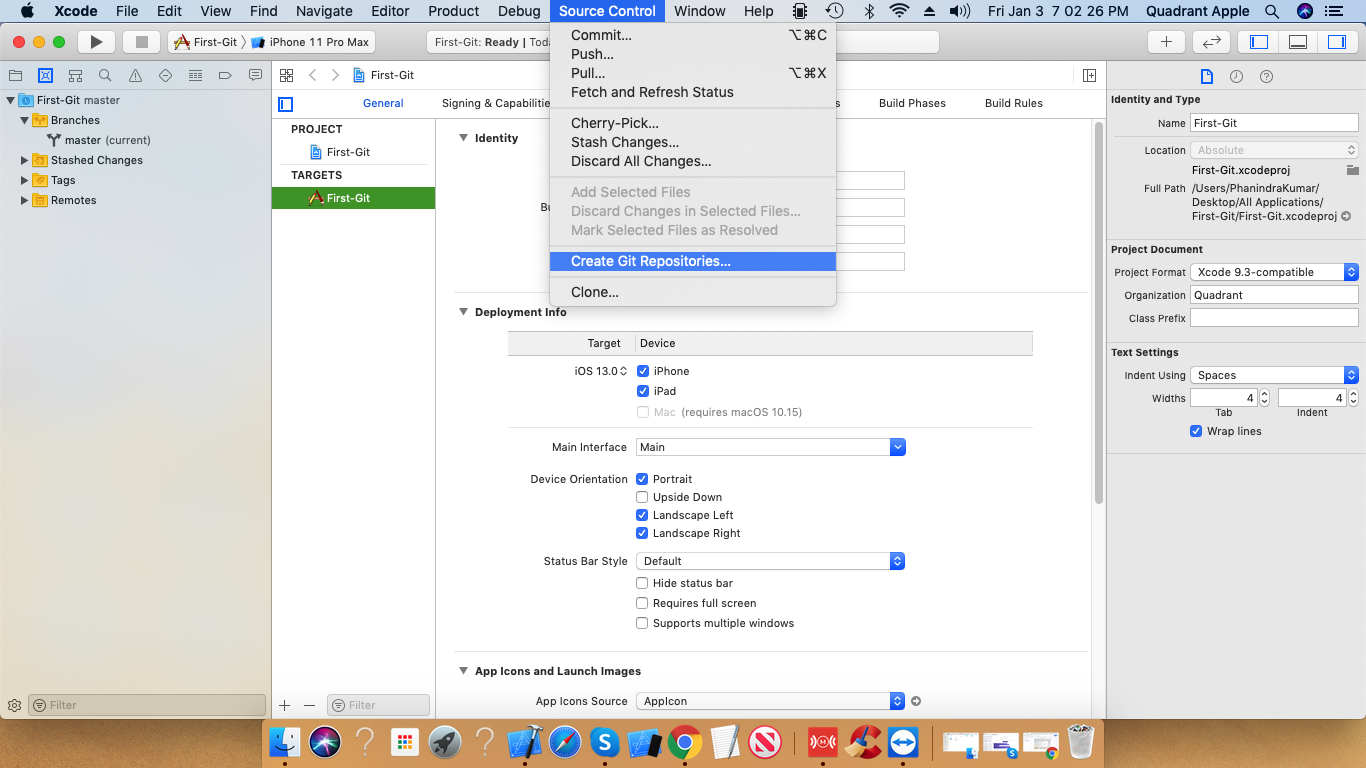 Xcode File Edit View Find Navigate Editor Product Debug Source Control Window Help Fri Jan 3 7 02 26 PM Quadrant Apple
First-Git iPhone 11 Pro Max
First-Git: Ready | Toda
First-Git master
Branches
master (current)
Stashed Changes
Tags
Remotes
Filter
First-Git
General Signing & Capabilitie s Build Phases Build Rules
PROJECT
First-Git
TARGETS
First-Git
Filter
Commit... ⌥⌘C
Push...
Pull... ⌥⌘X
Fetch and Refresh Status
Cherry-Pick...
Stash Changes...
Discard All Changes...
Add Selected Files
Discard Changes in Selected Files...
Mark Selected Files as Resolved
Create Git Repositories...
Clone...
Identity
Bu
Deployment Info
Target Device
iOS 13.0 iPhone
iPad
Mac (requires macOS 10.15)
Main Interface Main
Device Orientation Portrait
Upside Down
Landscape Left
Landscape Right
Status Bar Style Default
Hide status bar
Requires full screen
Supports multiple windows
App Icons and Launch Images
App Icons Source AppIcon
Identity and Type
Name First-Git
Location Absolute
First-Git.xcodeproj
Full Path /Users/PhanindraKumar/
Desktop/All Applications/
First-Git/First-Git.xcodeproj
Project Document
Project Format Xcode 9.3-compatible
Organization Quadrant
Class Prefix
Text Settings
Indent Using Spaces
Widths 4 4
Tab Indent
Wrap lines